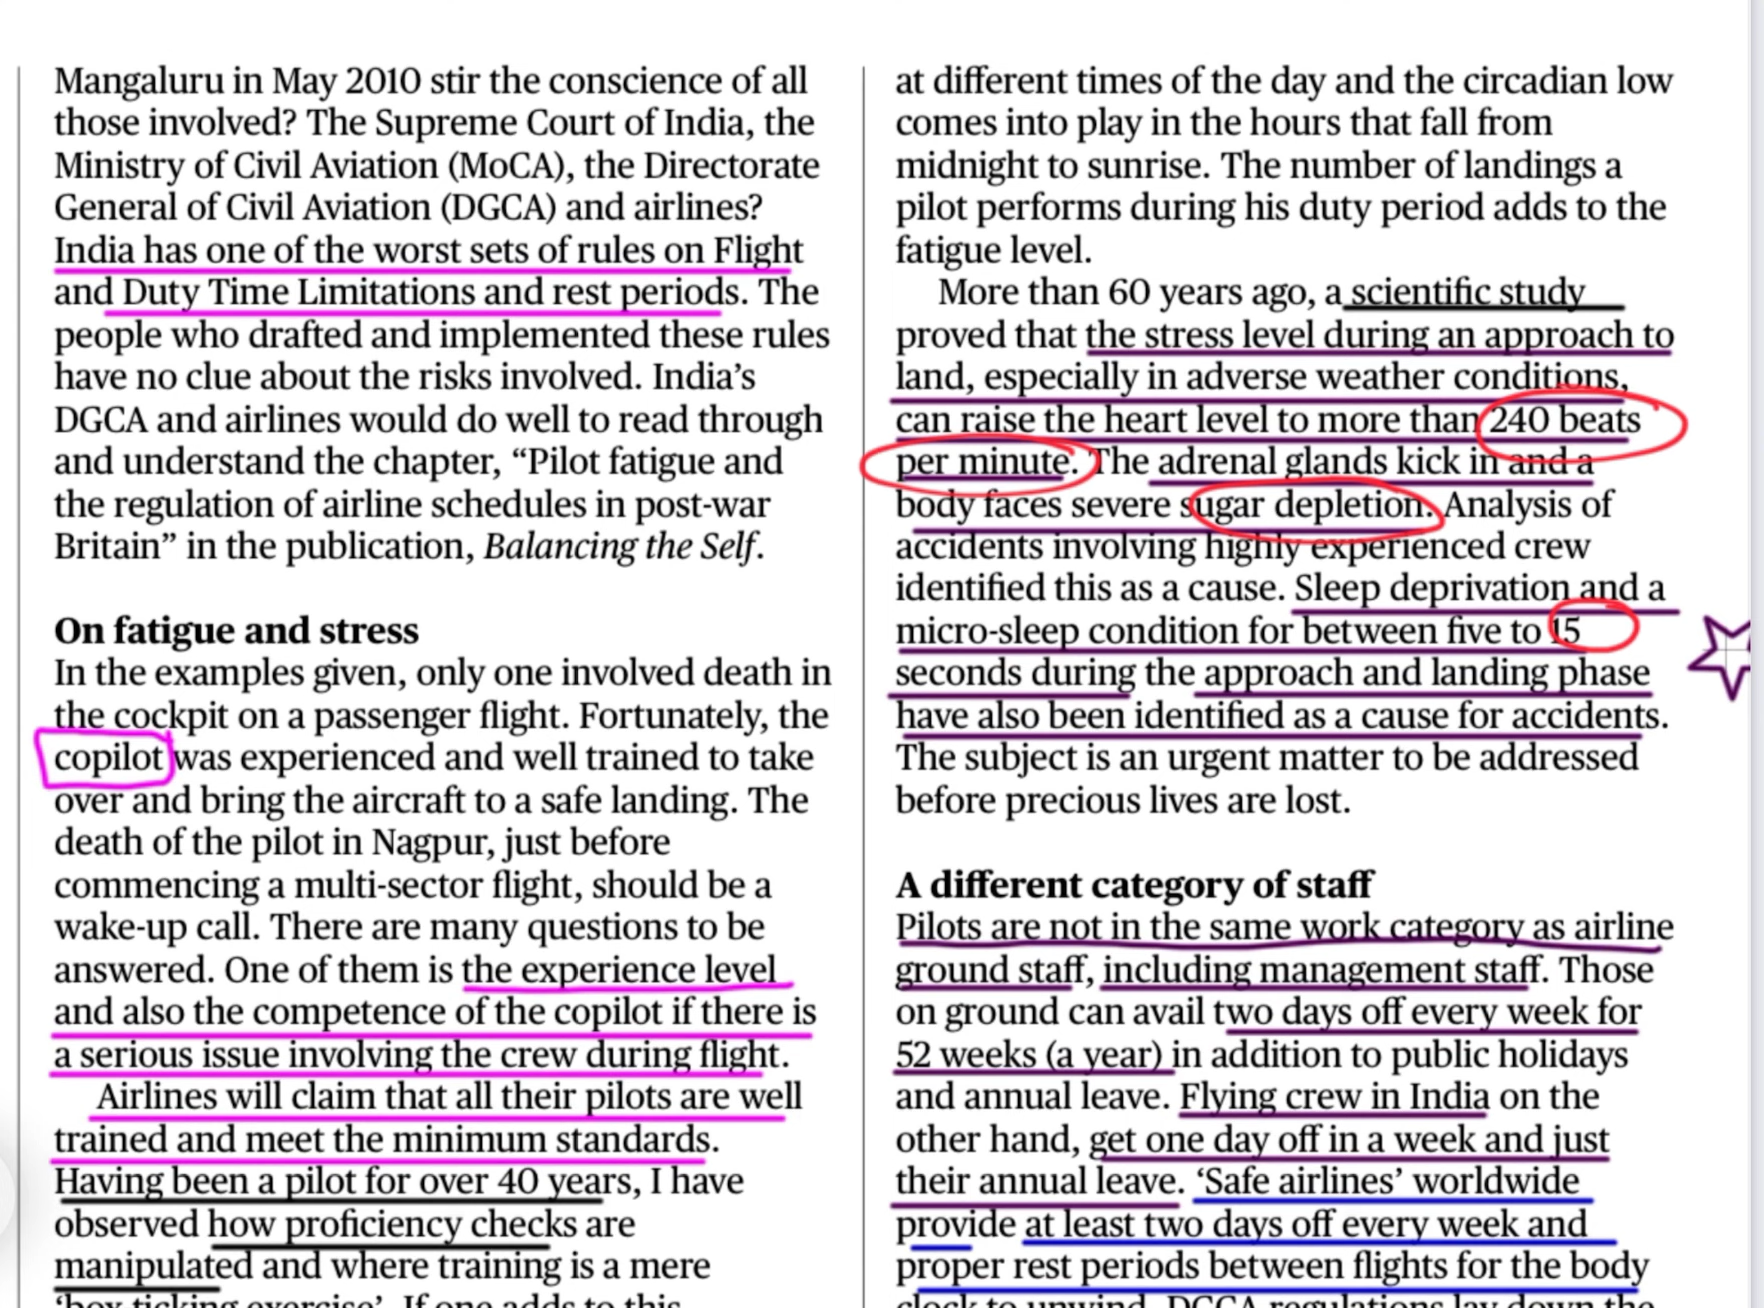 Mangaluru in May 2010 stir the conscience of all
those involved? The Supreme Court of India, the
Ministry of Civil Aviation (MoCA), the Directorate
General of Civil Aviation (DGCA) and airlines?
India has one of the worst sets of rules on Flight
and Duty Time Limitations and rest periods. The
people who drafted and implemented these rules
have no clue about the risks involved. India’s
DGCA and airlines would do well to read through
and understand the chapter, “Pilot fatigue and
the regulation of airline schedules in post-war
Britain” in the publication, Balancing the Self.
On fatigue and stress
In the examples given, only one involved death in
the cockpit on a passenger flight. Fortunately, the
copilot was experienced and well trained to take
over and bring the aircraft to a safe landing. The
death of the pilot in Nagpur, just before
commencing a multi-sector flight, should be a
wake-up call. There are many questions to be
answered. One of them is the experience level
and also the competence of the copilot if there is
a serious issue involving the crew during flight.
Airlines will claim that all their pilots are well
trained and meet the minimum standards.
Having been a pilot for over 40 years, I have
observed how proficiency checks are
manipulated and where training is a mere
‘box ticking exercise’. If one adds to this
at different times of the day and the circadian low
comes into play in the hours that fall from
midnight to sunrise. The number of landings a
pilot performs during his duty period adds to the
fatigue level.
More than 60 years ago, a scientific study
proved that the stress level during an approach to
land, especially in adverse weather conditions,
can raise the heart level to more than 240 beats
per minute. The adrenal glands kick in and a
body faces severe sugar depletion. Analysis of
accidents involving highly experienced crew
identified this as a cause. Sleep deprivation and a
micro-sleep condition for between five to 15
seconds during the approach and landing phase
have also been identified as a cause for accidents.
The subject is an urgent matter to be addressed
before precious lives are lost.
A different category of staff
Pilots are not in the same work category as airline
ground staff, including management staff. Those
on ground can avail two days off every week for
52 weeks (a year) in addition to public holidays
and annual leave. Flying crew in India on the
other hand, get one day off in a week and just
their annual leave. ‘Safe airlines’ worldwide
provide at least two days off every week and
proper rest periods between flights for the body
clock to unwind. DGCA regulations lay down the